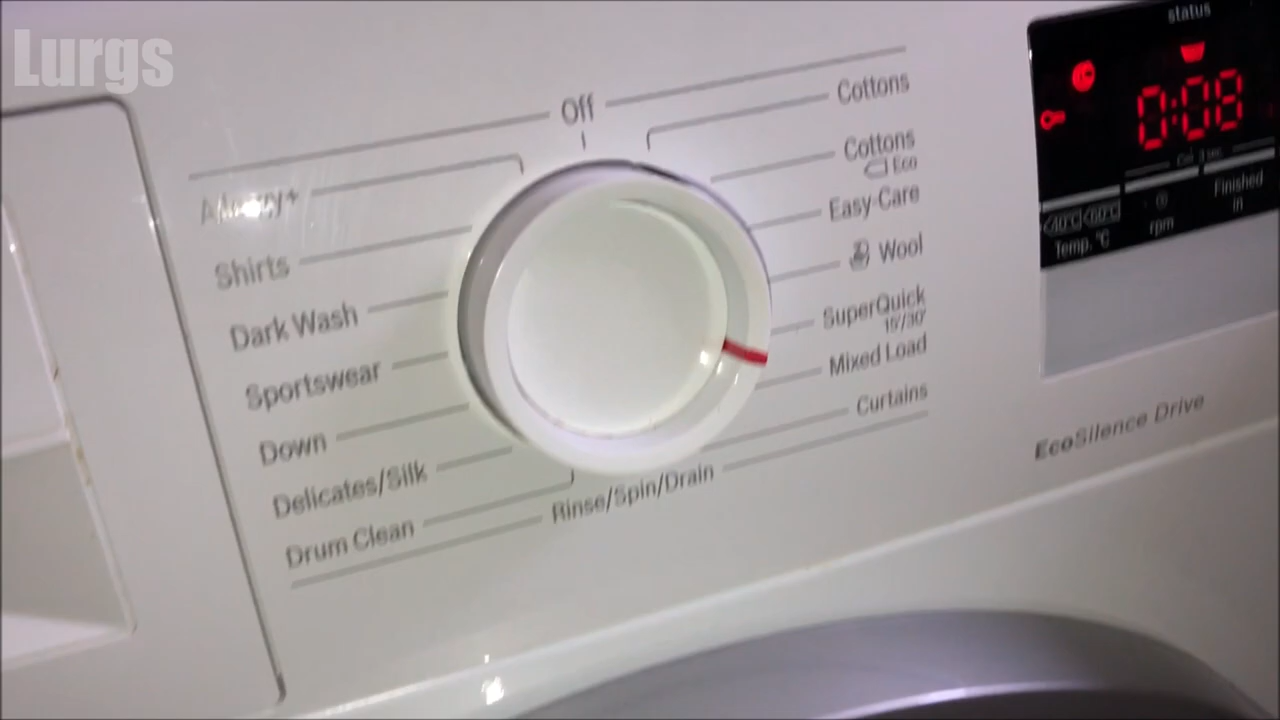 Lurgs
Off
Allergy+
Shirts
Dark Wash
Sportswear
Down
Delicates/Silk
Drum Clean
Rinse/Spin/Drain
Cottons
Cottons
Eco
Easy-Care
Wool
SuperQuick
15'/30'
Mixed Load
Curtains
status
0:08
40°C 60°C
Temp. °C
rpm
Finished
in
EcoSilence Drive